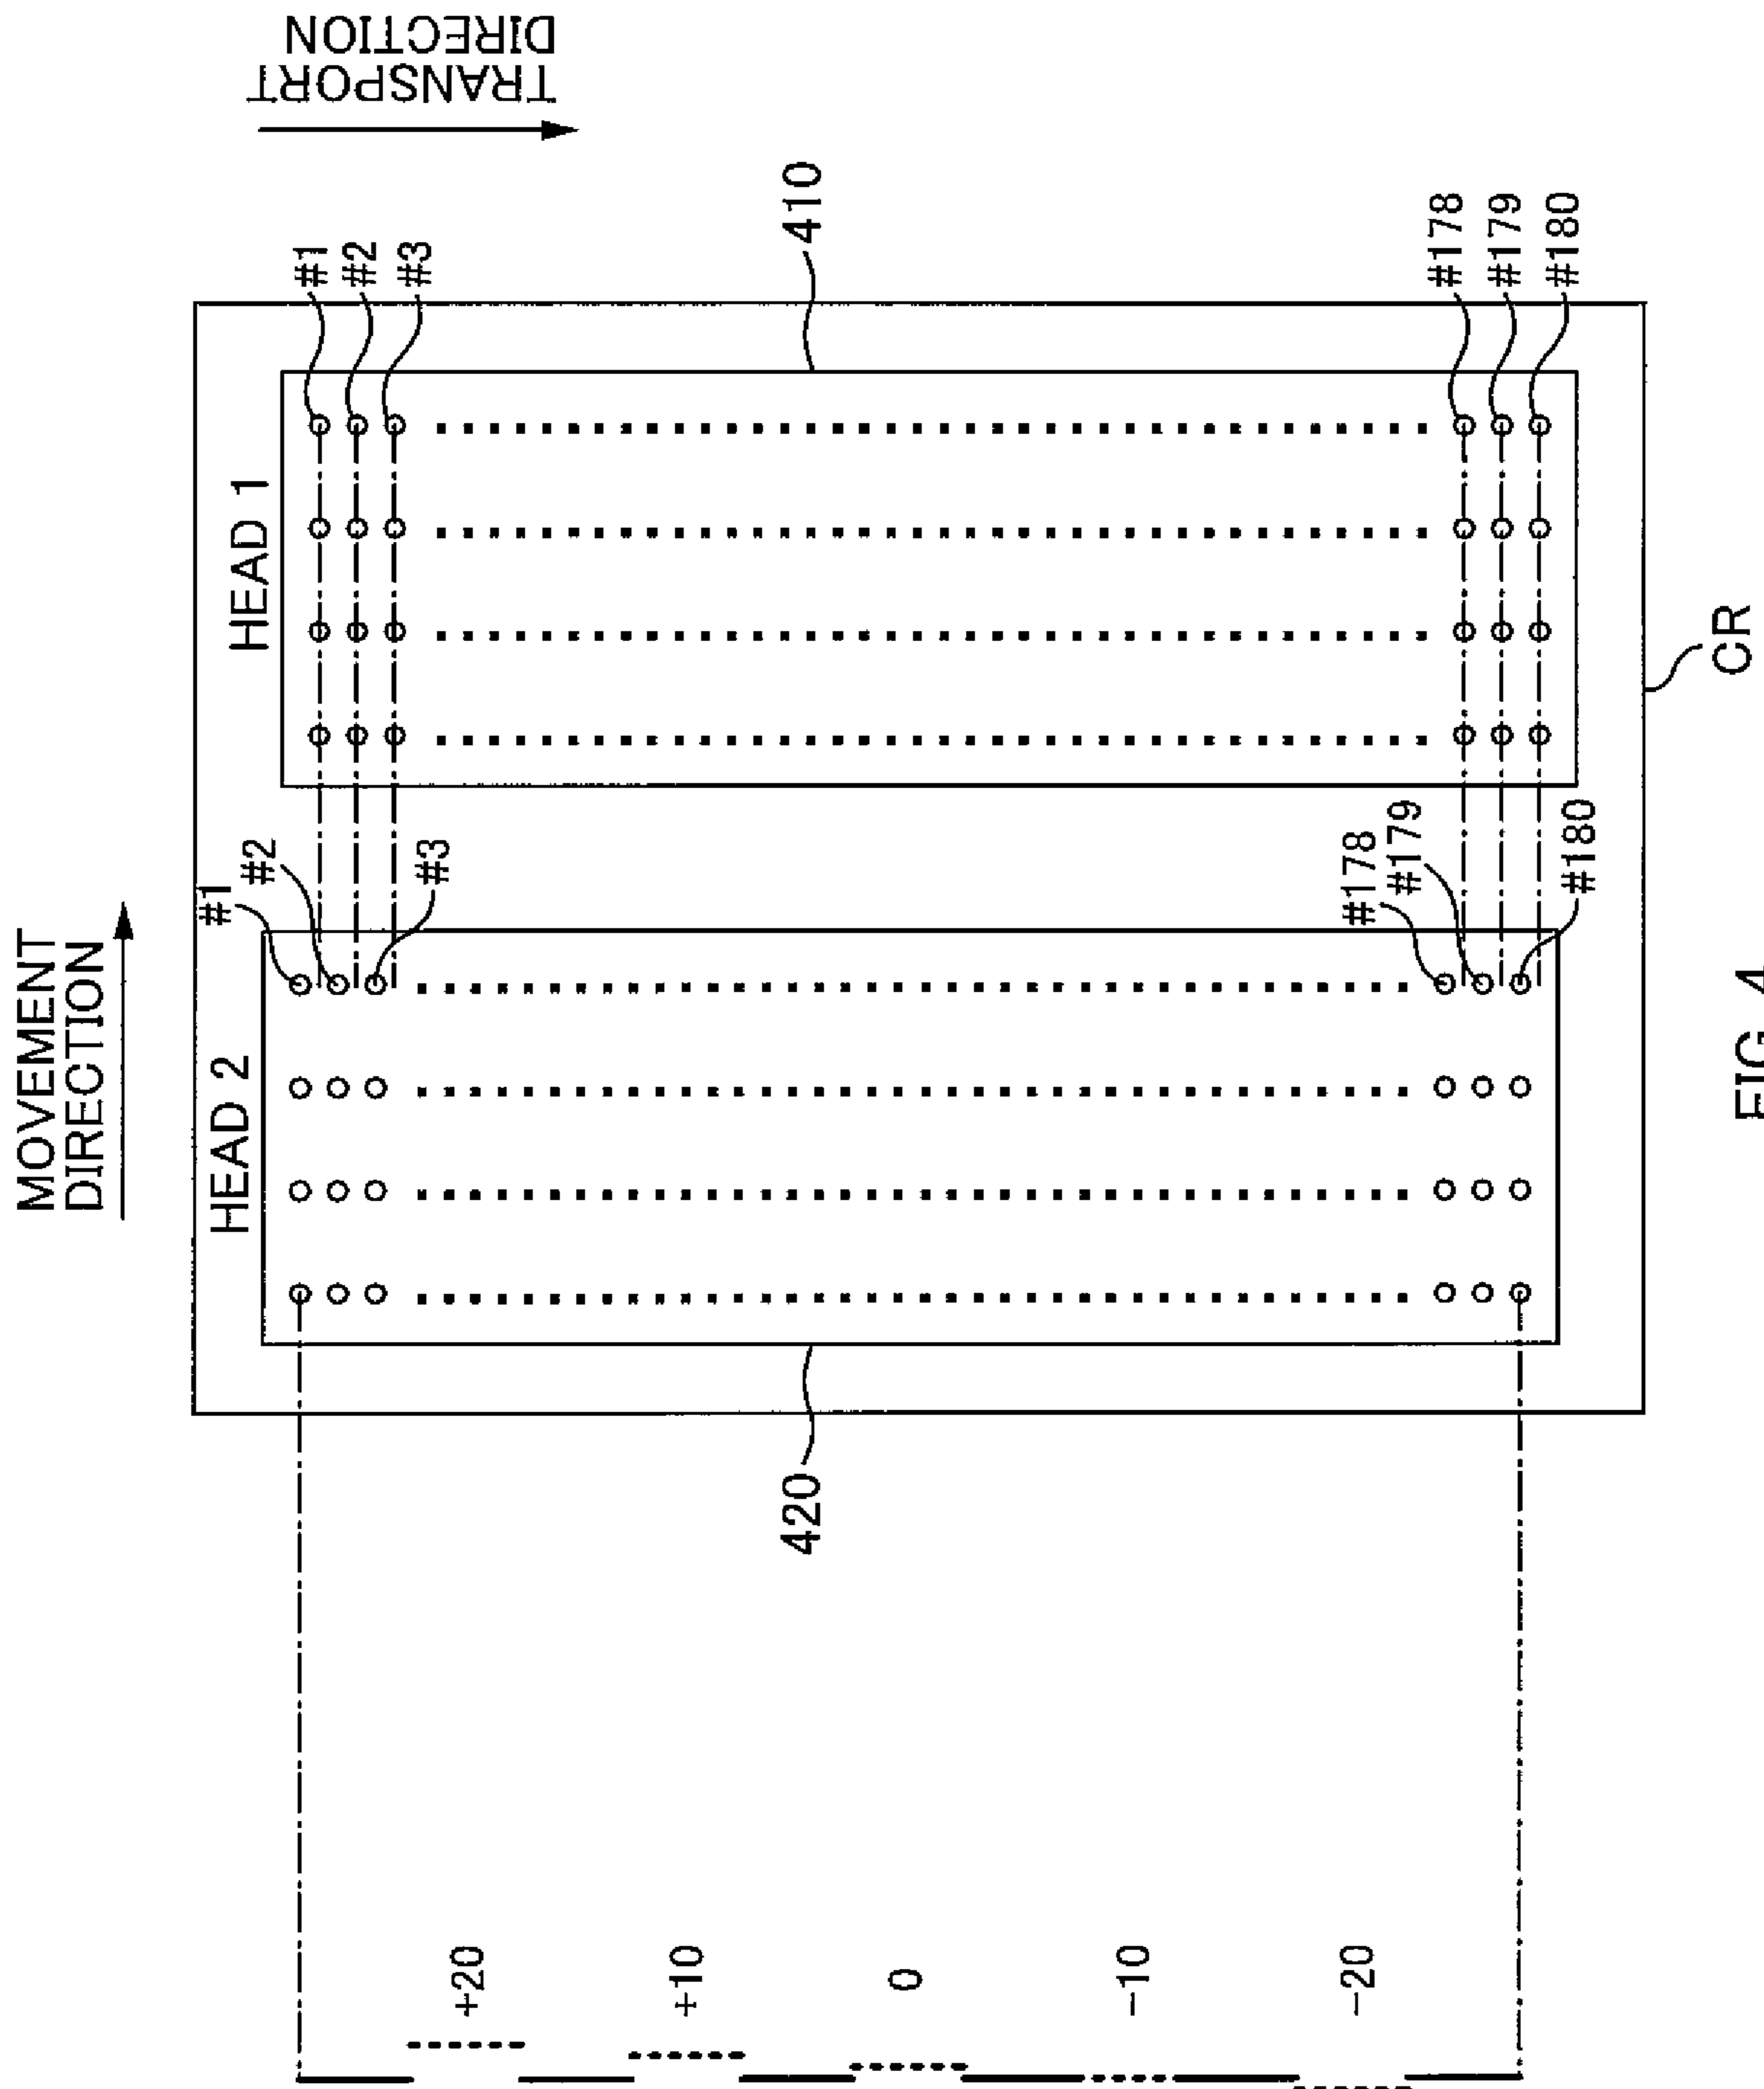 MOVEMENT
DIRECTION
TRANSPORT
DIRECTION
HEAD 2
HEAD 1
#1
#2
#3
#1
#2
#3
420
410
#178
#179
#180
#178
#179
#180
CR
+20
+10
0
−10
−20
FIG. 4